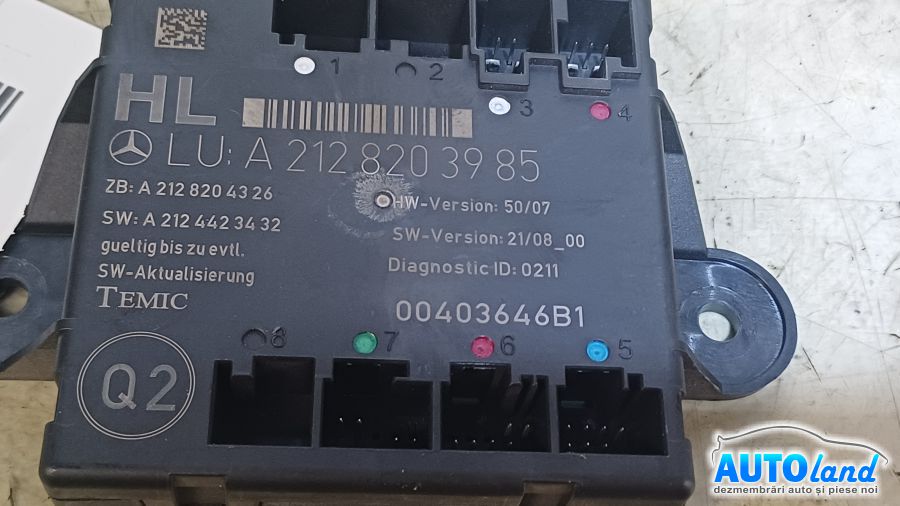 1
2
3
4
HL
LU: A 212 820 39 85
ZB: A 212 820 43 26
SW: A 212 442 34 32
gueltig bis zu evtl.
SW-Aktualisierung
TEMIC
HW-Version: 50/07
SW-Version: 21/08_00
Diagnostic ID: 0211
00403646B1
8
7
6
5
Q2
AUTOland
dezmembrări auto și piese noi